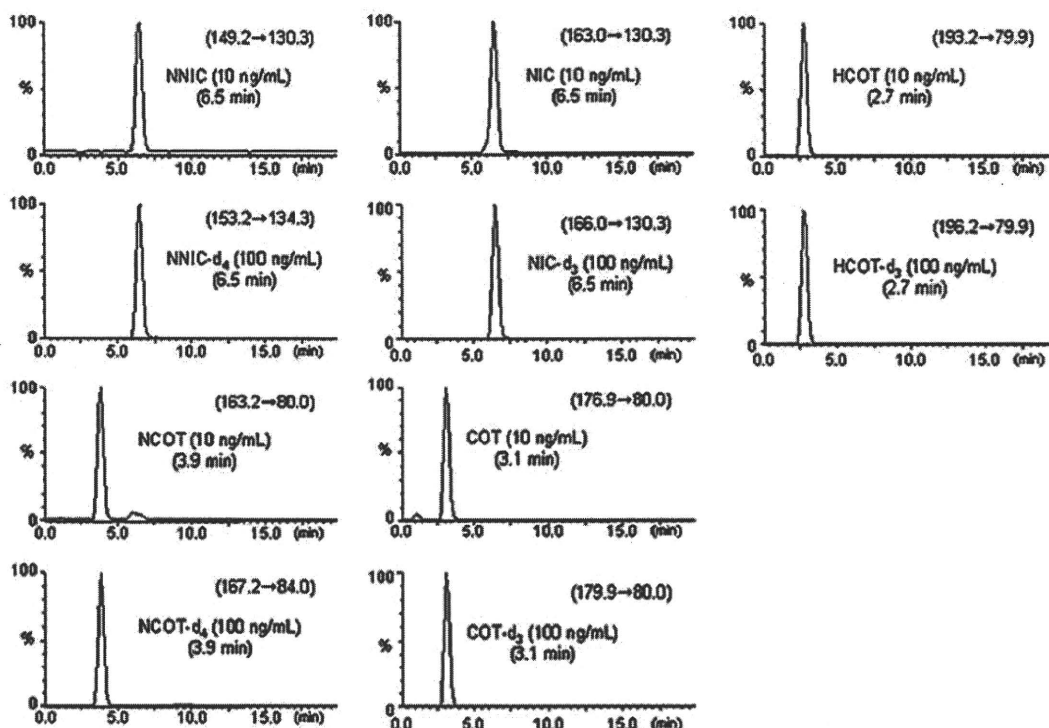 100
%
0
0.0 5.0 10.0 15.0 (min)
(149.2→130.3)
NNIC (10 ng/mL)
(6.5 min)
100
%
0
0.0 5.0 10.0 15.0 (min)
(163.0→130.3)
NIC (10 ng/mL)
(6.5 min)
100
%
0
0.0 5.0 10.0 15.0 (min)
(193.2→79.9)
HCOT (10 ng/mL)
(2.7 min)
100
%
0
0.0 5.0 10.0 15.0 (min)
(153.2→134.3)
NNIC-d₄ (100 ng/mL)
(6.5 min)
100
%
0
0.0 5.0 10.0 15.0 (min)
(166.0→130.3)
NIC-d₃ (100 ng/mL)
(6.5 min)
100
%
0
0.0 5.0 10.0 15.0 (min)
(196.2→79.9)
HCOT-d₃ (100 ng/mL)
(2.7 min)
100
%
0
0.0 5.0 10.0 15.0 (min)
(163.2→80.0)
NCOT (10 ng/mL)
(3.9 min)
100
%
0
0.0 5.0 10.0 15.0 (min)
(176.9→80.0)
COT (10 ng/mL)
(3.1 min)
100
%
0
0.0 5.0 10.0 15.0 (min)
(167.2→84.0)
NCOT-d₄ (100 ng/mL)
(3.9 min)
100
%
0
0.0 5.0 10.0 15.0 (min)
(179.9→80.0)
COT-d₃ (100 ng/mL)
(3.1 min)